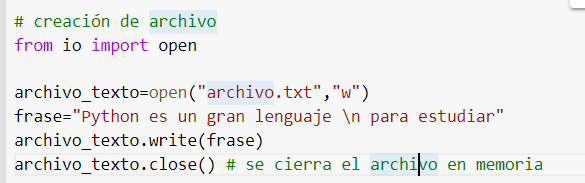 # creación de archivo
from io import open
archivo_texto=open("archivo.txt","w")
frase="Python es un gran lenguaje \n para estudiar"
archivo_texto.write(frase)
archivo_texto.close() # se cierra el archivo en memoria